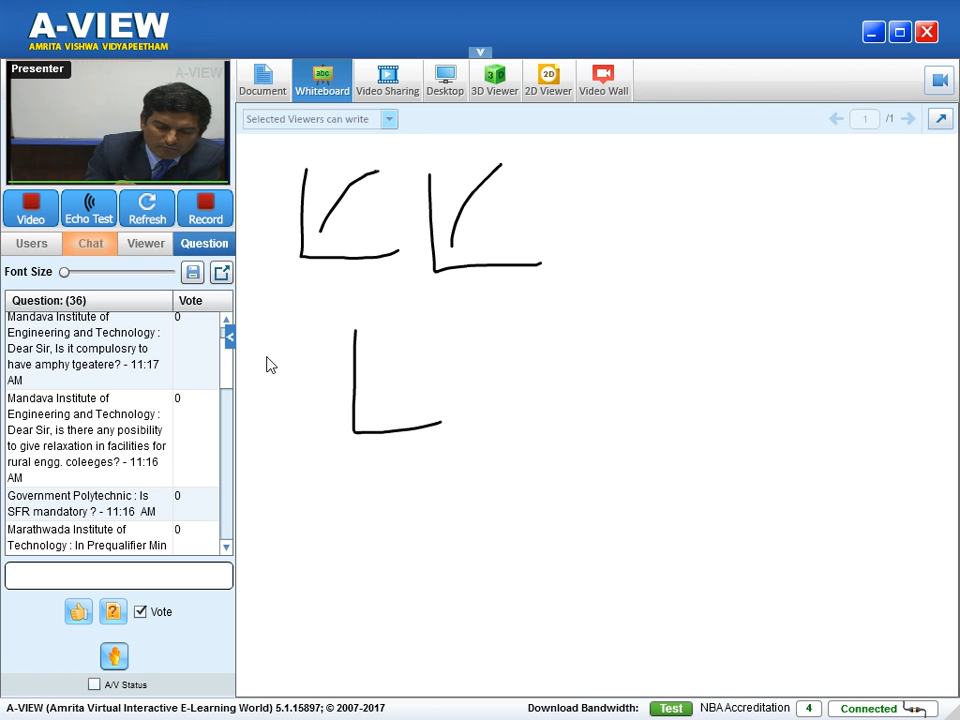 A-VIEW
AMRITA VISHWA VIDYAPEETHAM
Presenter
A-VIEW
Document
abc
Whiteboard
Video Sharing
Desktop
3D
3D Viewer
2D
2D Viewer
Video Wall
Selected Viewers can write
1 /1
Video
Echo Test
Refresh
Record
Users
Chat
Viewer
Question
Font Size
Question: (36) Vote
Mandava Institute of 0
Engineering and Technology :
Dear Sir, Is it compulosry to
have amphy tgeatere? - 11:17
AM
Mandava Institute of 0
Engineering and Technology :
Dear Sir, is there any posibility
to give relaxation in facilities for
rural engg. coleeges? - 11:16
AM
Government Polytechnic : Is 0
SFR mandatory ? - 11:16 AM
Marathwada Institute of 0
Technology : In Prequalifier Min
? Vote
A/V Status
A-VIEW (Amrita Virtual Interactive E-Learning World) 5.1.15897; © 2007-2017
Download Bandwidth: Test NBA Accreditation 4 Connected